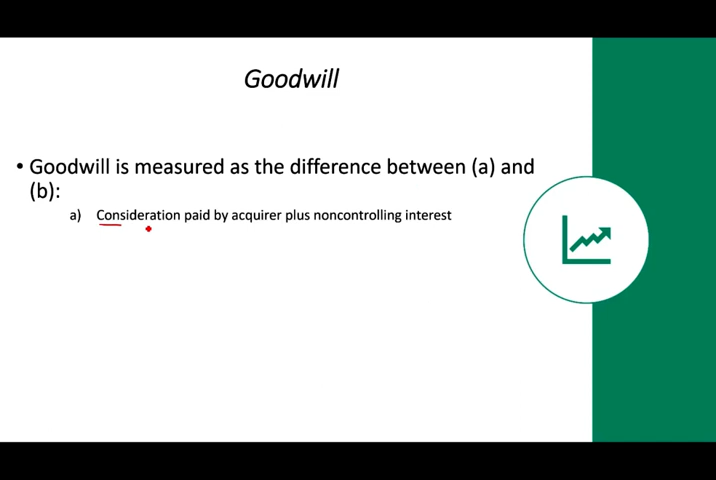 Goodwill
• Goodwill is measured as the difference between (a) and
(b):
a) Consideration paid by acquirer plus noncontrolling interest